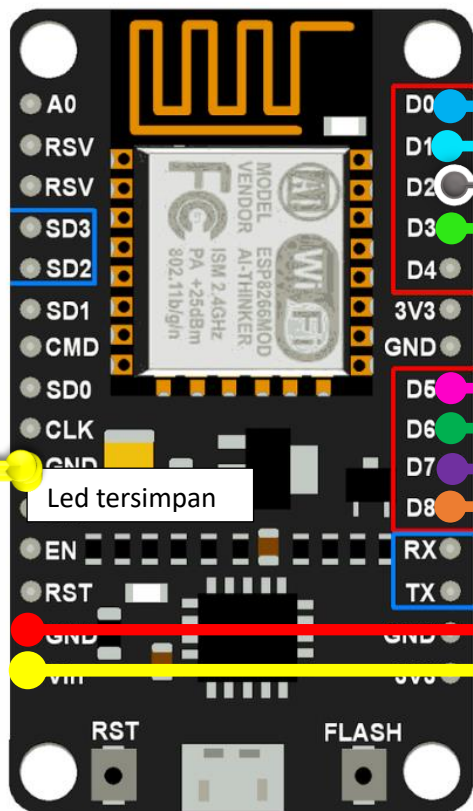 A0
RSV
RSV
SD3
SD2
SD1
CMD
SD0
CLK
GND
EN
RST
GND
Vin
D0
D1
D2
D3
D4
3V3
GND
D5
D6
D7
D8
RX
TX
GND
3V3
MODEL
VENDOR
ESP8266MOD
AI-THINKER
ISM 2.4GHz
PA +25dBm
802.11b/g/n
FC
Ai
WiFi
Led tersimpan
RST
FLASH